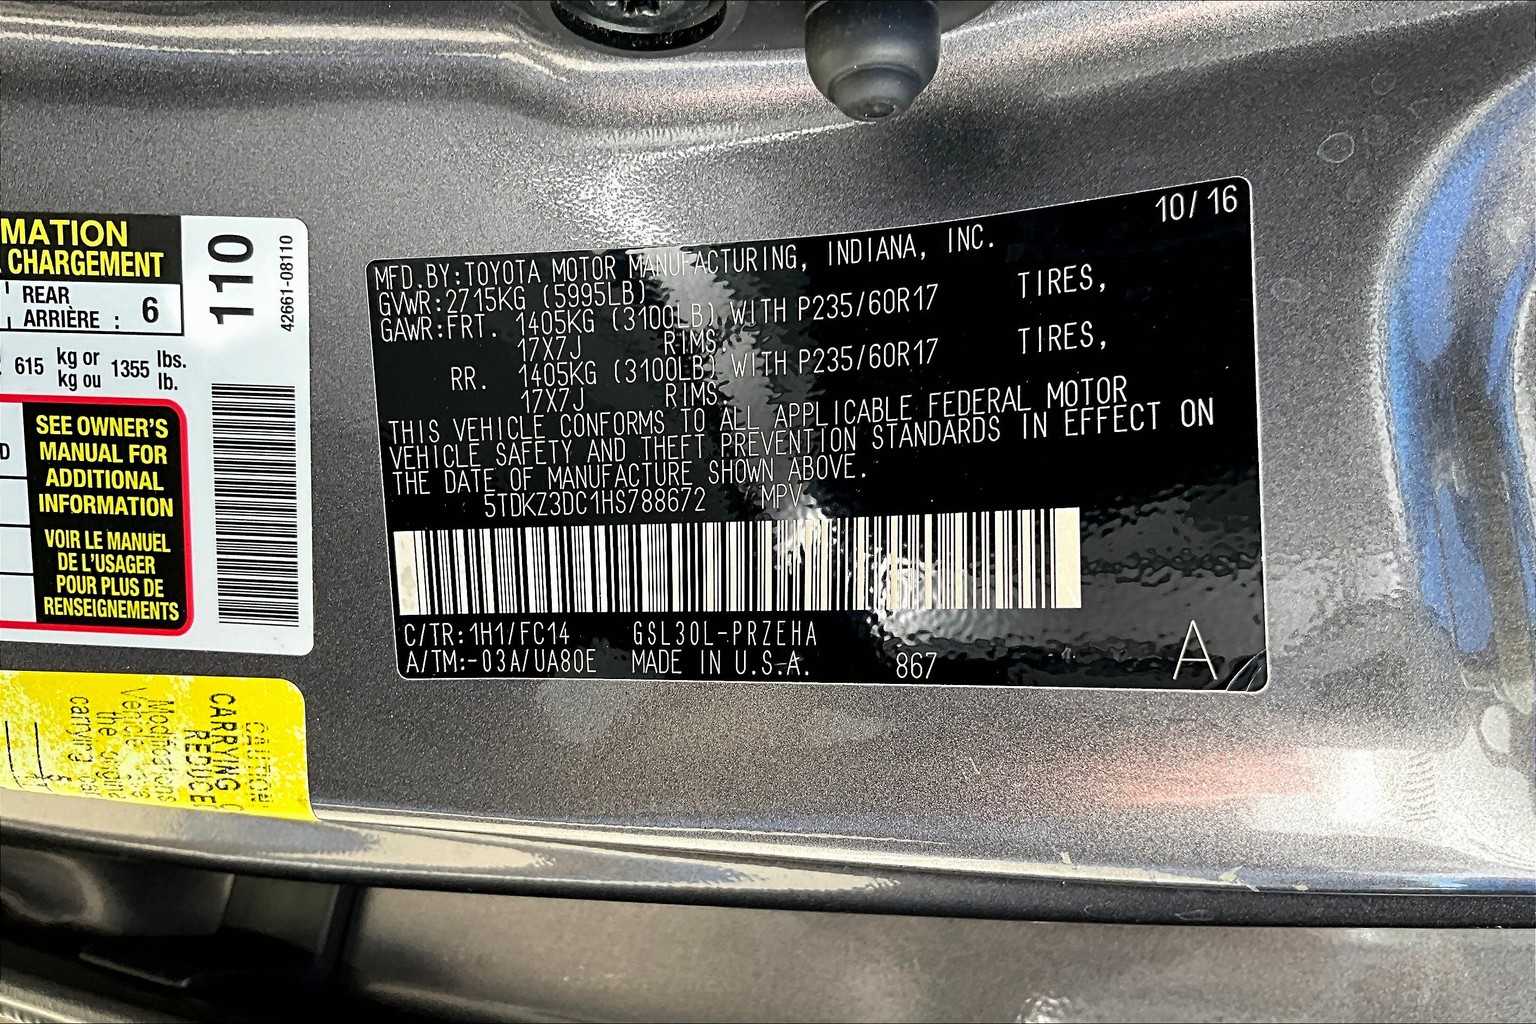 MATION
CHARGEMENT
REAR
ARRIÈRE : 6
615 kg or 1355 lbs.
kg ou lb.
SEE OWNER'S
MANUAL FOR
ADDITIONAL
INFORMATION
VOIR LE MANUEL
DE L'USAGER
POUR PLUS DE
RENSEIGNEMENTS
110
42661-08110
CAUTION
CARRYING C
REDUCE
Modifications
Vehicle
the origin
carrying
10/16
MFD.BY:TOYOTA MOTOR MANUFACTURING, INDIANA, INC.
GVWR:2715KG (5995LB)
GAWR:FRT. 1405KG (3100LB) WITH P235/60R17 TIRES,
17X7J RIMS
RR. 1405KG (3100LB) WITH P235/60R17 TIRES,
17X7J RIMS
THIS VEHICLE CONFORMS TO ALL APPLICABLE FEDERAL MOTOR
VEHICLE SAFETY AND THEFT PREVENTION STANDARDS IN EFFECT ON
THE DATE OF MANUFACTURE SHOWN ABOVE.
5TDKZ3DC1HS788672 / MPV
C/TR:1H1/FC14 GSL30L-PRZEHA
A/TM:-03A/UA80E MADE IN U.S.A. 867 A